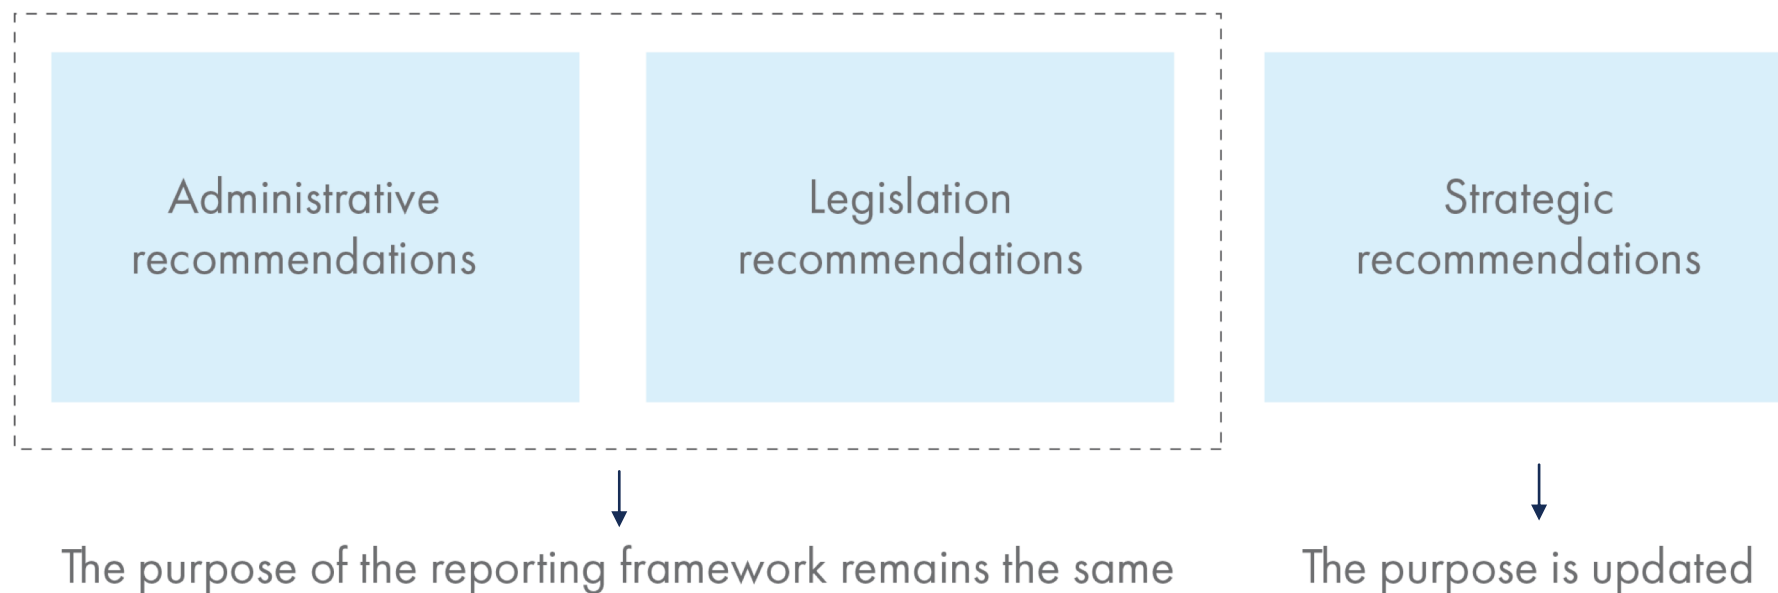 Administrative
recommendations
Legislation
recommendations
Strategic
recommendations
The purpose of the reporting framework remains the same
The purpose is updated